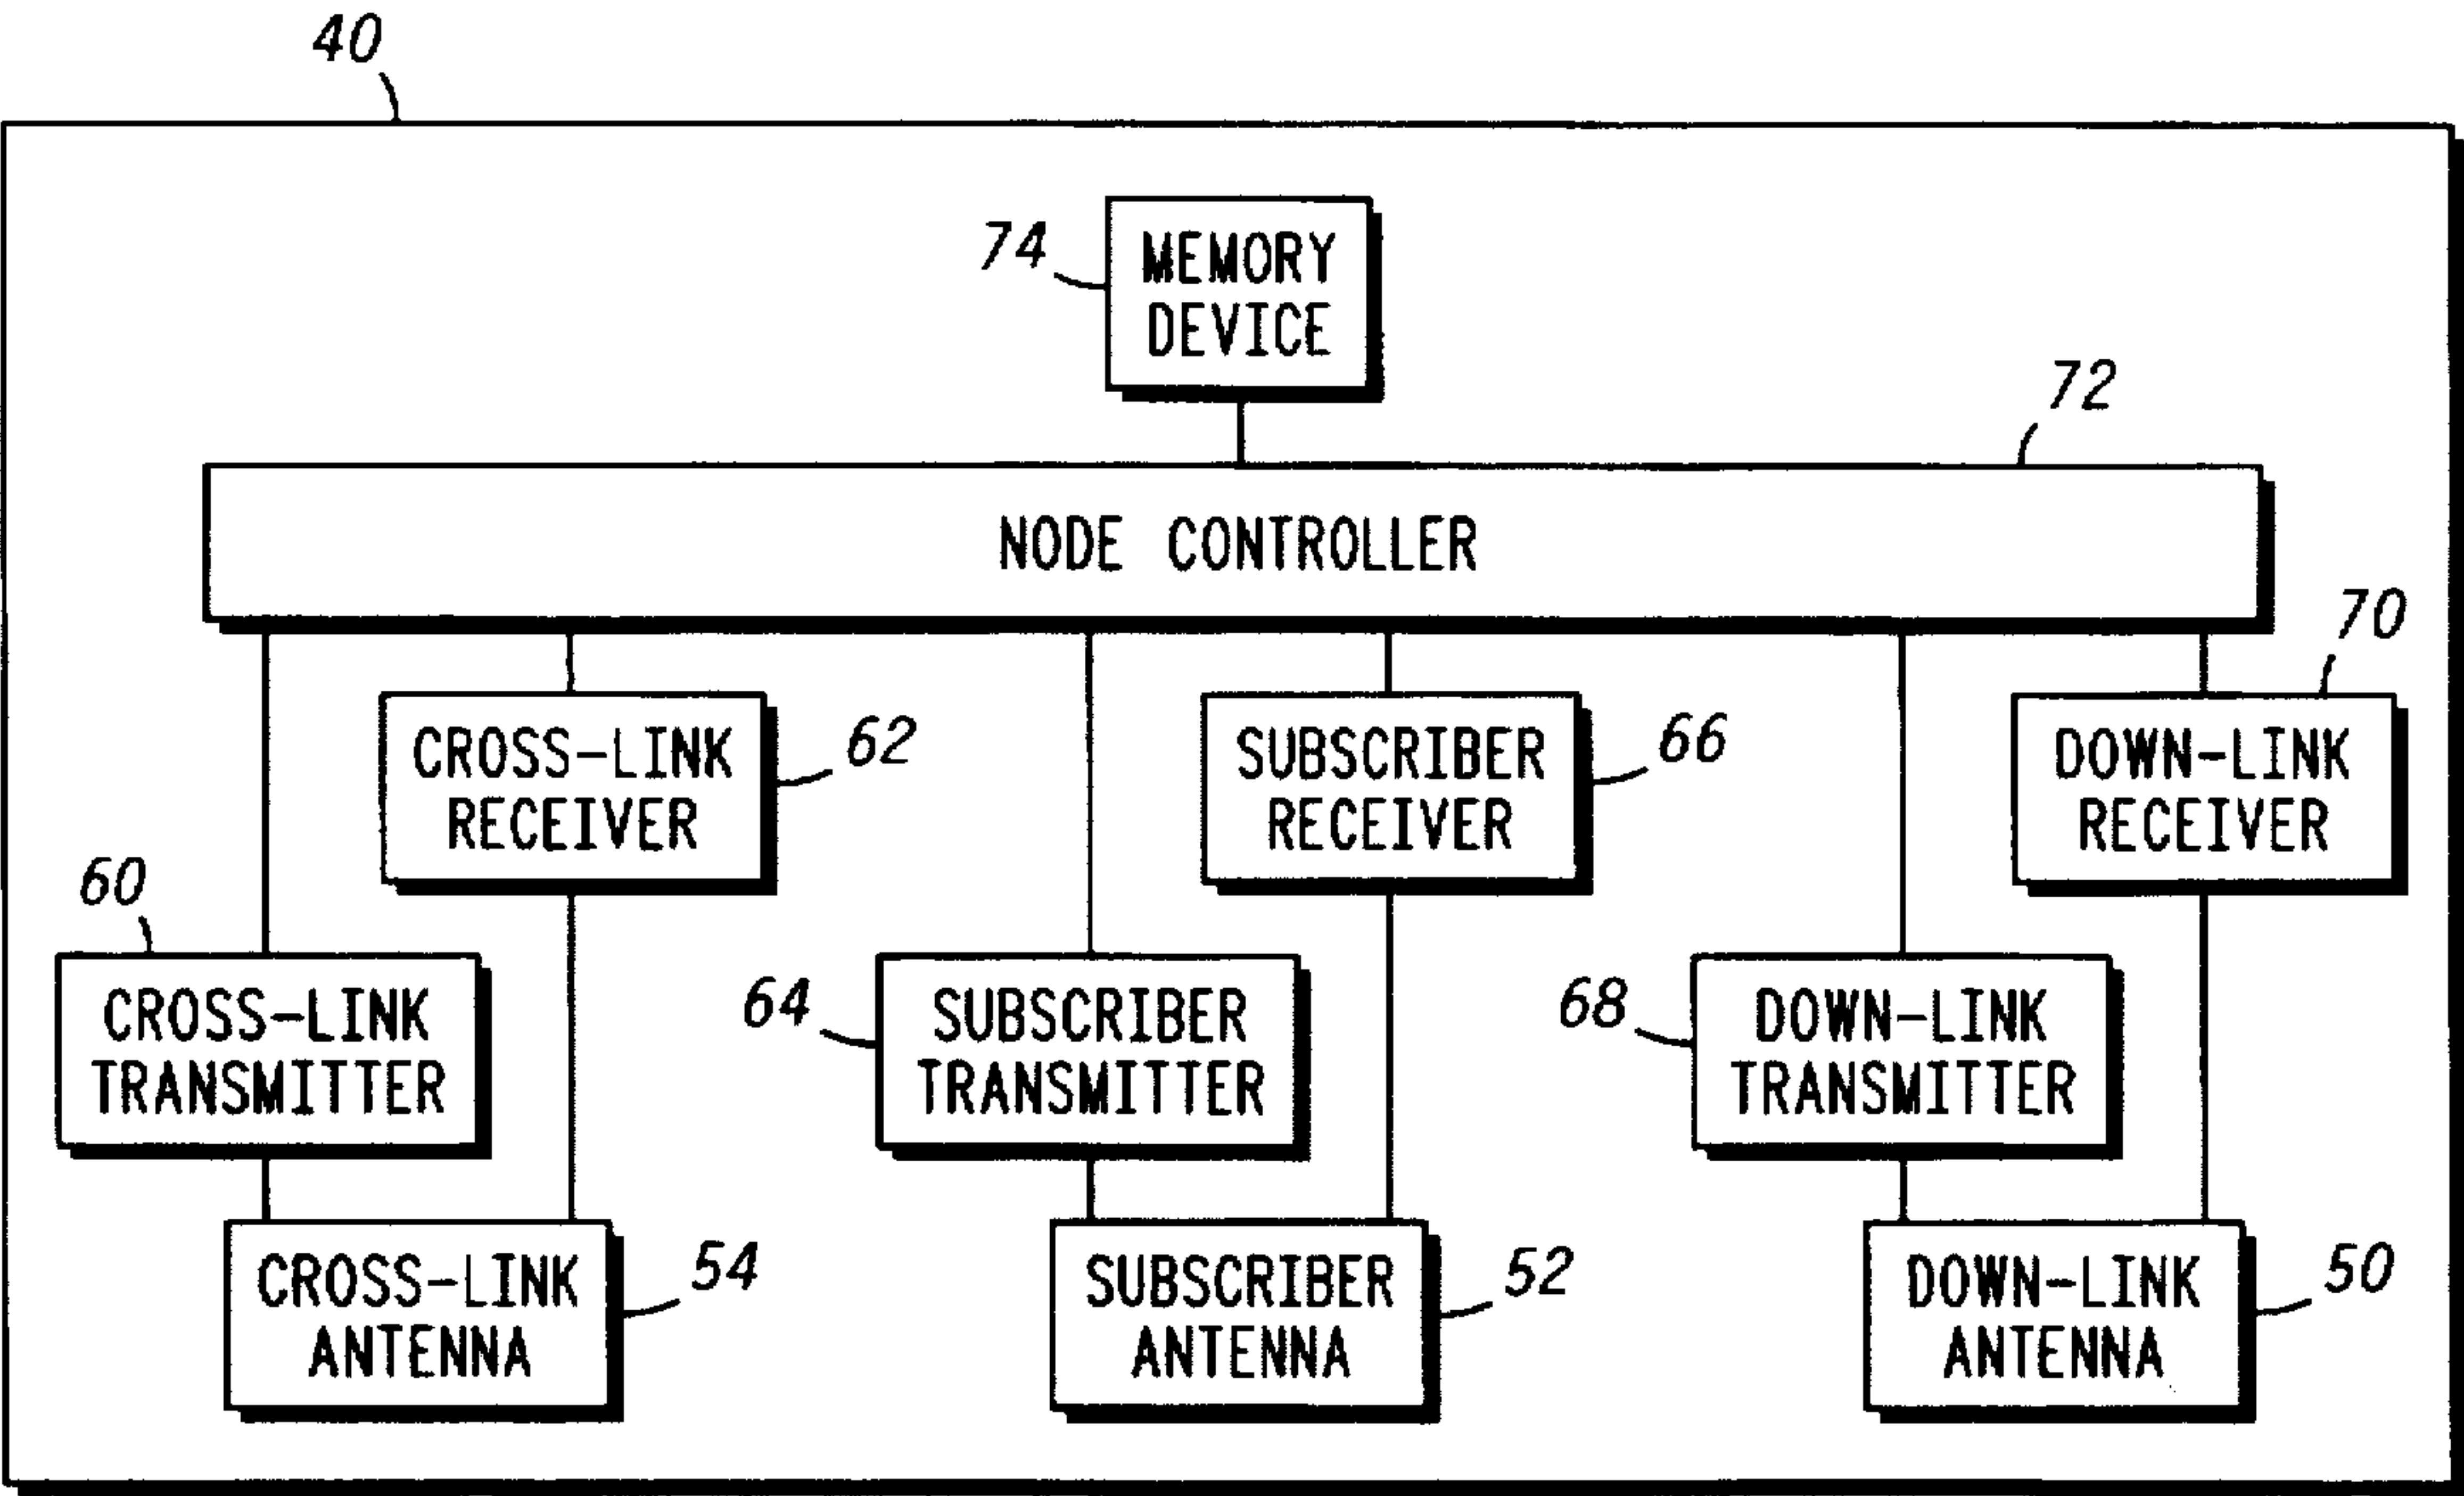 40
74
MEMORY
DEVICE
72
NODE CONTROLLER
70
CROSS-LINK
RECEIVER
62
SUBSCRIBER
RECEIVER
66
DOWN-LINK
RECEIVER
60
CROSS-LINK
TRANSMITTER
64
SUBSCRIBER
TRANSMITTER
68
DOWN-LINK
TRANSMITTER
CROSS-LINK
ANTENNA
54
SUBSCRIBER
ANTENNA
52
DOWN-LINK
ANTENNA
50